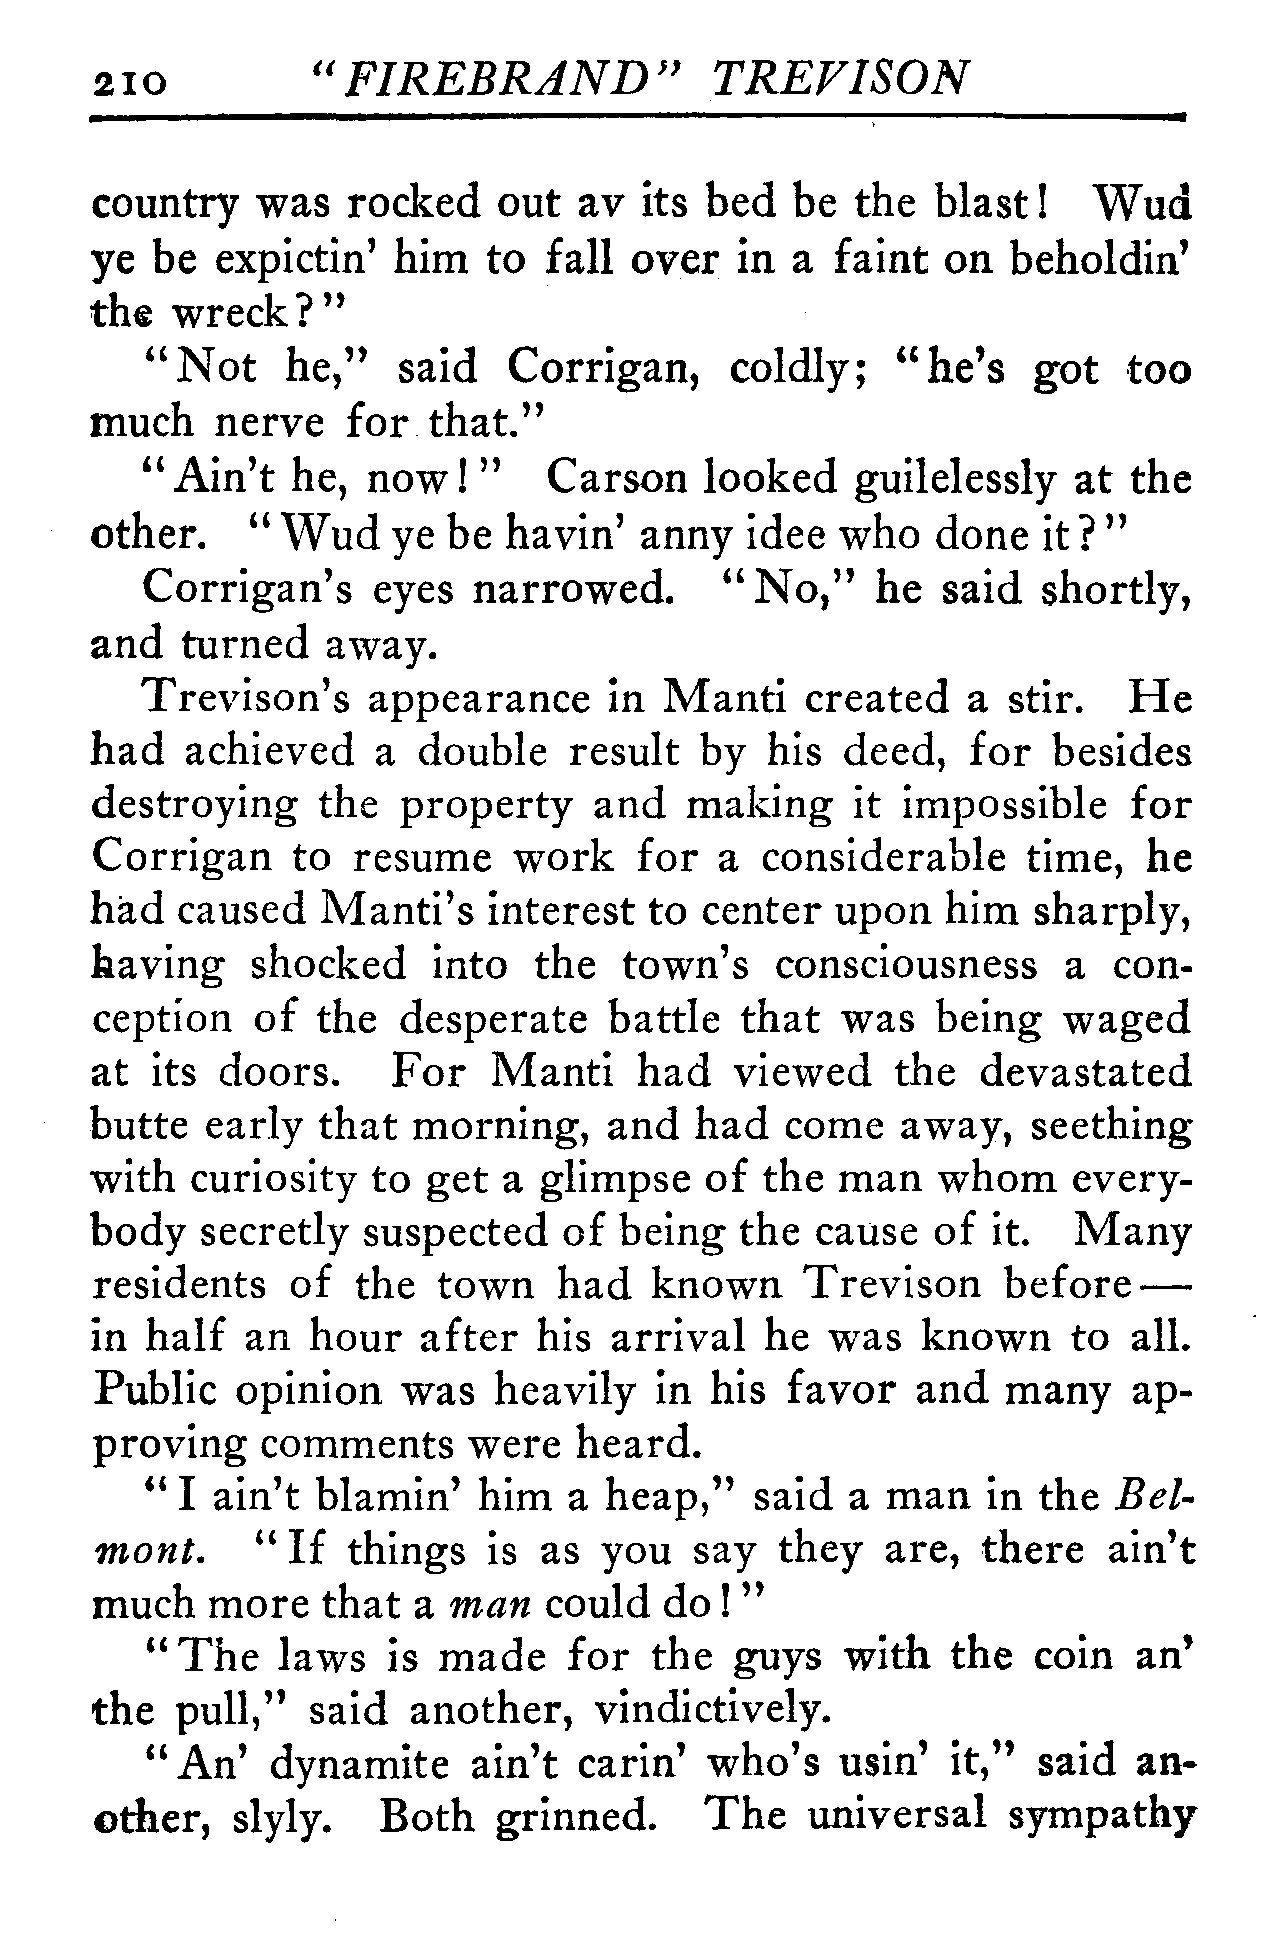 210 "FIREBRAND" TREVISON
country was rocked out av its bed be the blast! Wud
ye be expictin' him to fall over in a faint on beholdin'
the wreck?"
"Not he," said Corrigan, coldly; "he's got too
much nerve for that."
"Ain't he, now!" Carson looked guilelessly at the
other. "Wud ye be havin' anny idee who done it?"
Corrigan's eyes narrowed. "No," he said shortly,
and turned away.
Trevison's appearance in Manti created a stir. He
had achieved a double result by his deed, for besides
destroying the property and making it impossible for
Corrigan to resume work for a considerable time, he
had caused Manti's interest to center upon him sharply,
having shocked into the town's consciousness a con-
ception of the desperate battle that was being waged
at its doors. For Manti had viewed the devastated
butte early that morning, and had come away, seething
with curiosity to get a glimpse of the man whom every-
body secretly suspected of being the cause of it. Many
residents of the town had known Trevison before—
in half an hour after his arrival he was known to all.
Public opinion was heavily in his favor and many ap-
proving comments were heard.
"I ain't blamin' him a heap," said a man in the Bel-
mont. "If things is as you say they are, there ain't
much more that a man could do!"
"The laws is made for the guys with the coin an'
the pull," said another, vindictively.
"An' dynamite ain't carin' who's usin' it," said an-
other, slyly. Both grinned. The universal sympathy